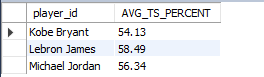 player_id AVG_TS_PERCENT
Kobe Bryant 54.13
Lebron James 58.49
Michael Jordan 56.34